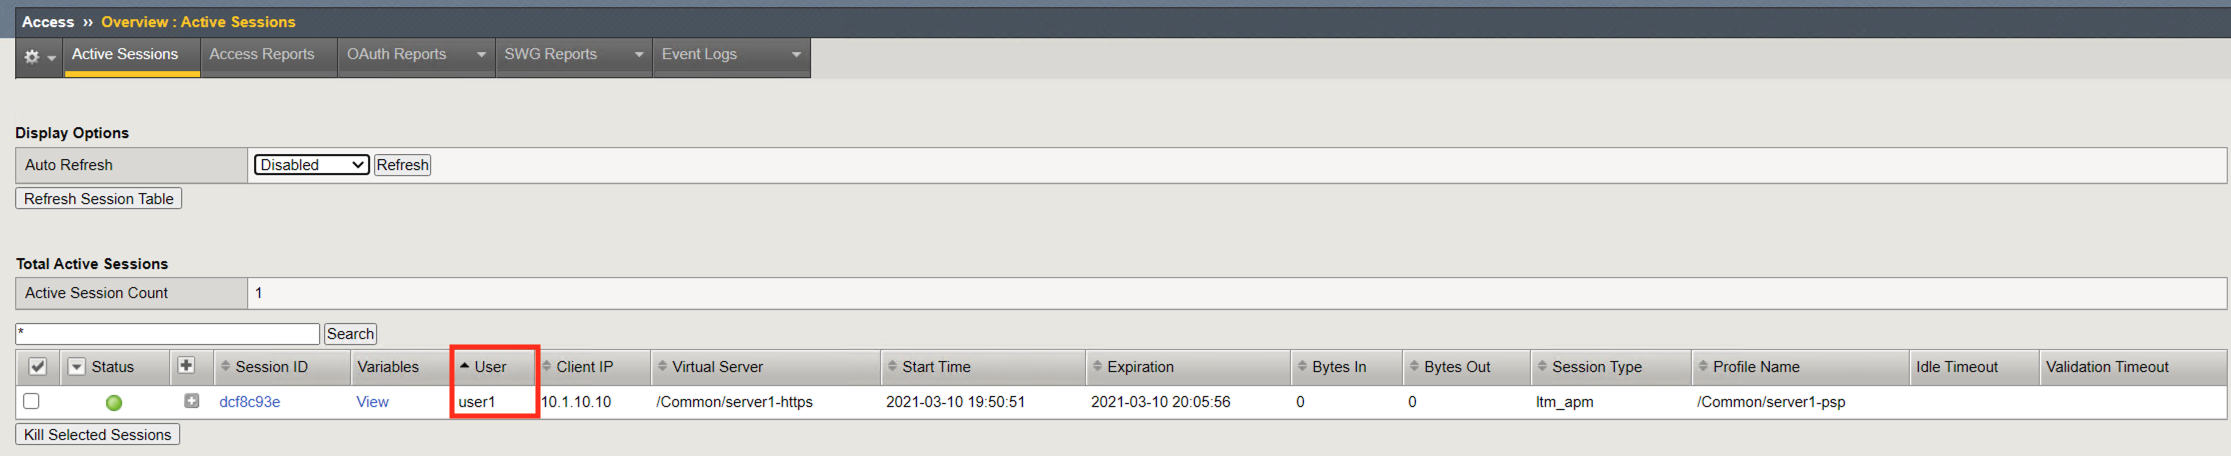 Access ›› Overview : Active Sessions
Active Sessions Access Reports OAuth Reports SWG Reports Event Logs
Display Options
Auto Refresh Disabled Refresh
Refresh Session Table
Total Active Sessions
Active Session Count 1
* Search
Status Session ID Variables User Client IP Virtual Server Start Time Expiration Bytes In Bytes Out Session Type Profile Name Idle Timeout Validation Timeout
dcf8c93e View user1 10.1.10.10 /Common/server1-https 2021-03-10 19:50:51 2021-03-10 20:05:56 0 0 ltm_apm /Common/server1-psp
Kill Selected Sessions